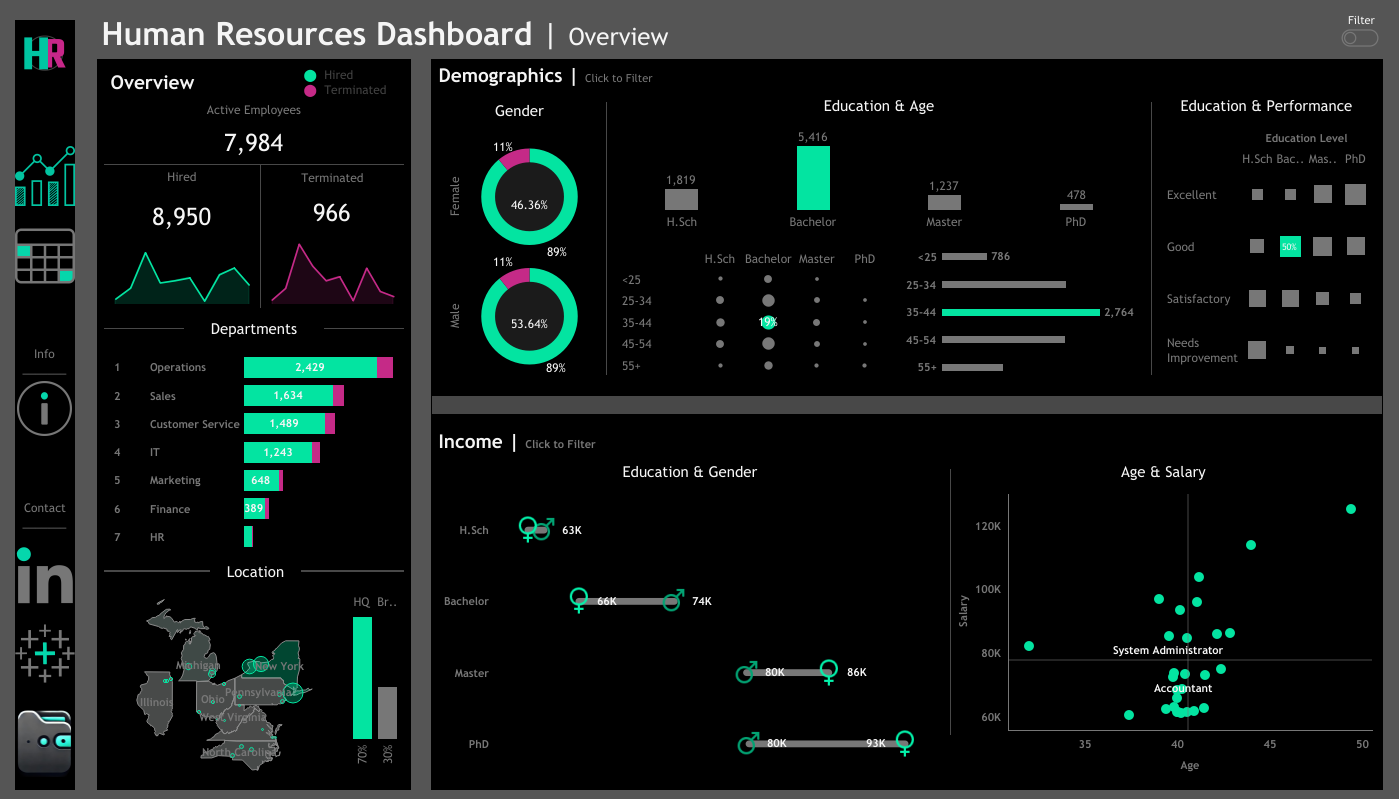 Human Resources Dashboard | Overview
Filter
HR
Info
Contact
in
Overview
Hired
Terminated
Active Employees
7,984
Hired
8,950
Terminated
966
Departments
1 Operations 2,429
2 Sales 1,634
3 Customer Service 1,489
4 IT 1,243
5 Marketing 648
6 Finance 389
7 HR
Location
HQ Br..
Michigan
New York
Illinois
Ohio
Pennsylvania
West Virginia
North Carolina
70% 30%
Demographics | Click to Filter
Gender
Female
11%
46.36%
89%
Male
11%
53.64%
89%
Education & Age
1,819
5,416
1,237
478
H.Sch Bachelor Master PhD
H.Sch Bachelor Master PhD
<25
25-34
35-44 19%
45-54
55+
<25 786
25-34
35-44 2,764
45-54
55+
Education & Performance
Education Level
H.Sch Bac.. Mas.. PhD
Excellent
Good 50%
Satisfactory
Needs
Improvement
Income | Click to Filter
Education & Gender
H.Sch 63K
Bachelor 66K 74K
Master 80K 86K
PhD 80K 93K
Age & Salary
Salary
120K
100K
80K
60K
System Administrator
Accountant
35 40 45 50
Age